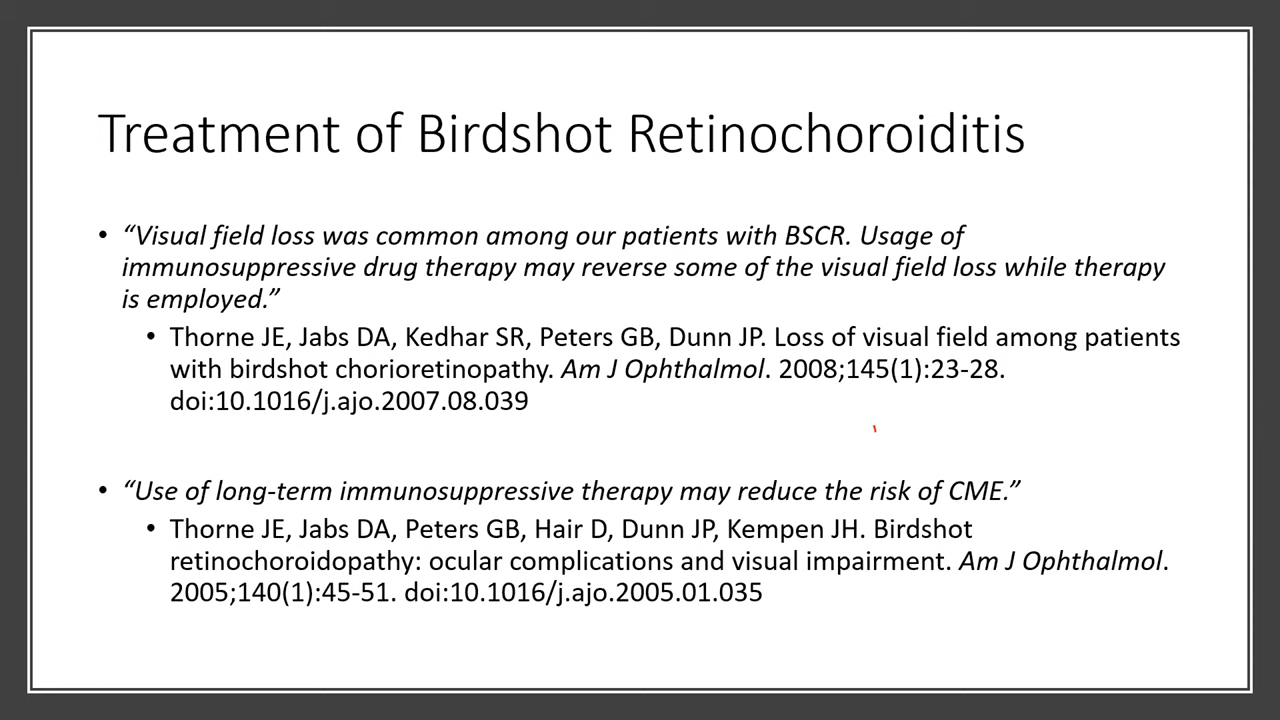 Treatment of Birdshot Retinochoroiditis
• “Visual field loss was common among our patients with BSCR. Usage of
immunosuppressive drug therapy may reverse some of the visual field loss while therapy
is employed.”
• Thorne JE, Jabs DA, Kedhar SR, Peters GB, Dunn JP. Loss of visual field among patients
with birdshot chorioretinopathy. Am J Ophthalmol. 2008;145(1):23-28.
doi:10.1016/j.ajo.2007.08.039
• “Use of long-term immunosuppressive therapy may reduce the risk of CME.”
• Thorne JE, Jabs DA, Peters GB, Hair D, Dunn JP, Kempen JH. Birdshot
retinochoroidopathy: ocular complications and visual impairment. Am J Ophthalmol.
2005;140(1):45-51. doi:10.1016/j.ajo.2005.01.035